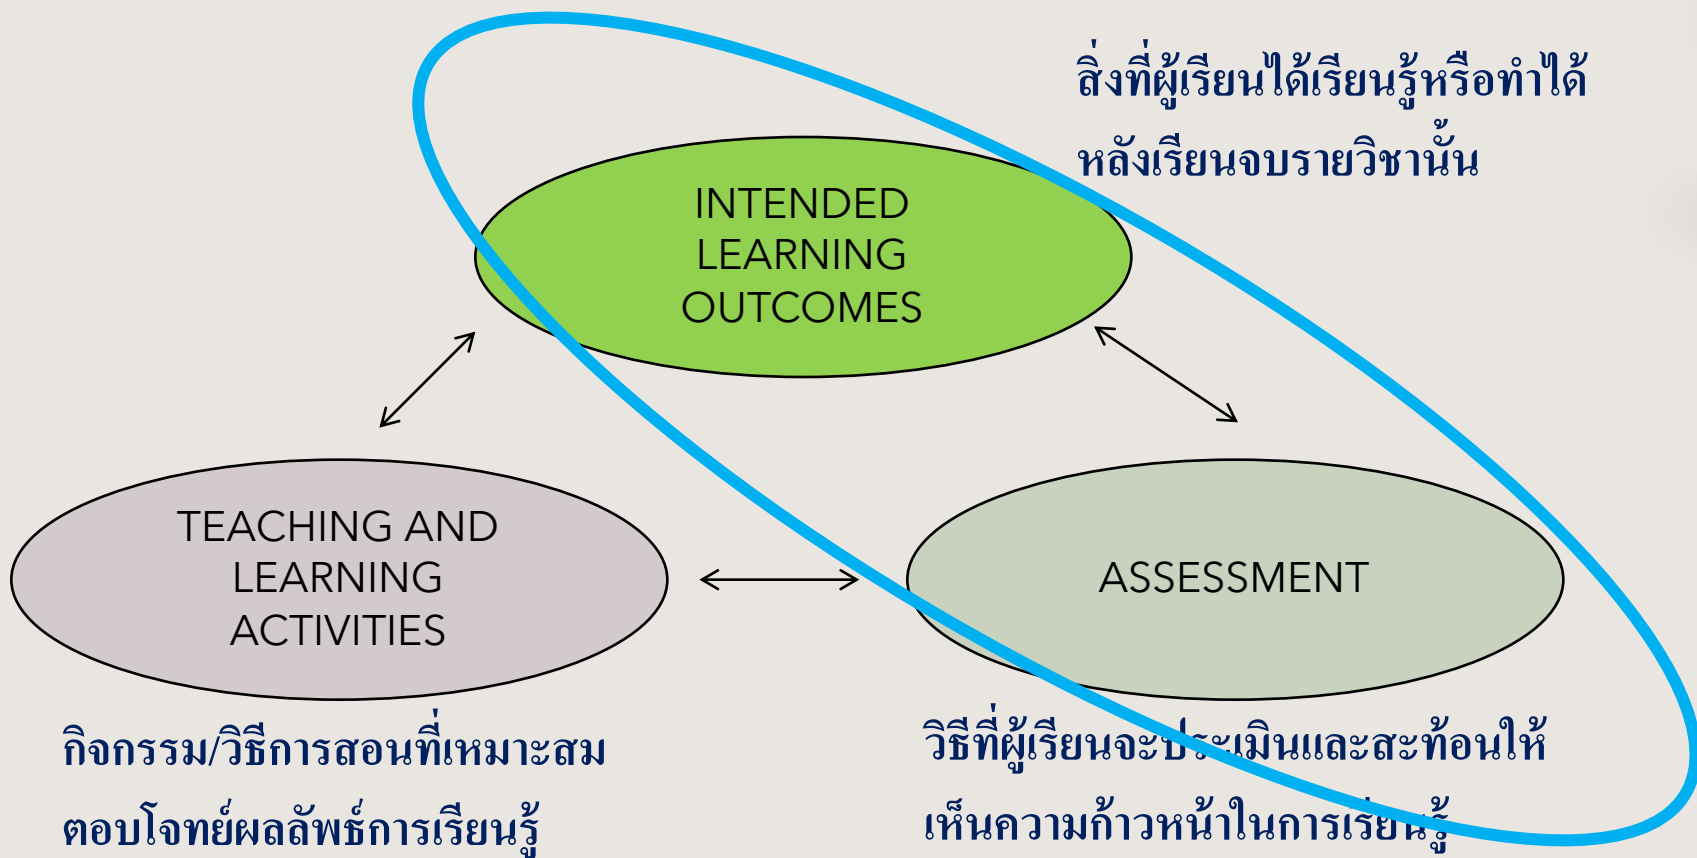 สิ่งที่ผู้เรียนได้เรียนรู้หรือทำได้
หลังเรียนจบรายวิชานั้น
INTENDED
LEARNING
OUTCOMES
TEACHING AND
LEARNING
ACTIVITIES
ASSESSMENT
กิจกรรม/วิธีการสอนที่เหมาะสม
ตอบโจทย์ผลลัพธ์การเรียนรู้
วิธีที่ผู้เรียนจะประเมินและสะท้อนให้
เห็นความก้าวหน้าในการเรียนรู้